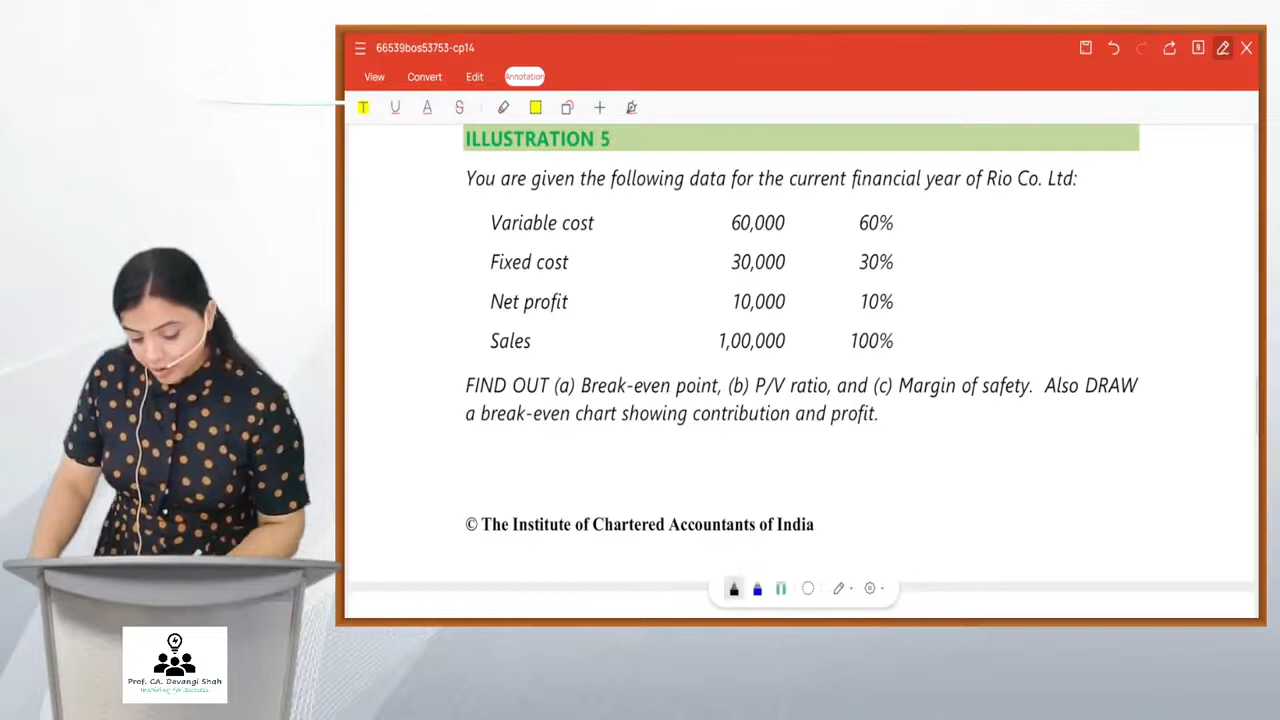 66539bos53753-cp14
9
View Convert Edit Annotation
T U A S
ILLUSTRATION 5
You are given the following data for the current financial year of Rio Co. Ltd:
Variable cost 60,000 60%
Fixed cost 30,000 30%
Net profit 10,000 10%
Sales 1,00,000 100%
FIND OUT (a) Break-even point, (b) P/V ratio, and (c) Margin of safety. Also DRAW
a break-even chart showing contribution and profit.
© The Institute of Chartered Accountants of India
Prof. CA. Devangi Shah